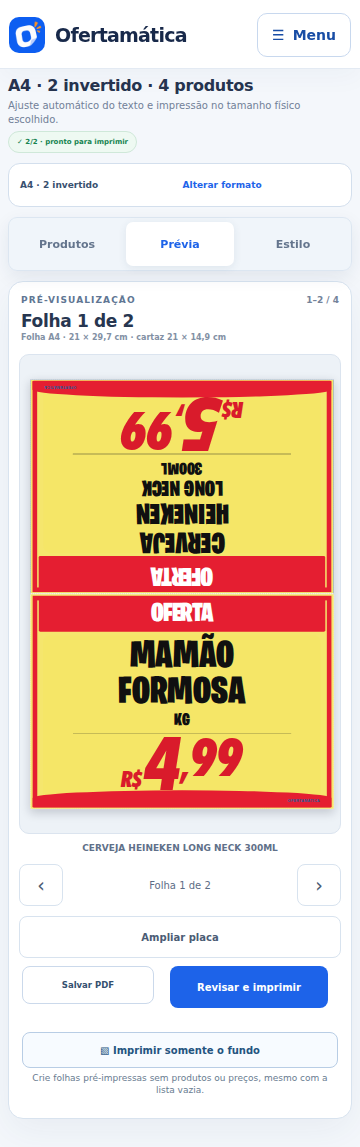 Ofertamática
☰ Menu
A4 · 2 invertido · 4 produtos
Ajuste automático do texto e impressão no tamanho físico
escolhido.
✓ 2/2 · pronto para imprimir
A4 · 2 invertido
Alterar formato
Produtos
Prévia
Estilo
PRÉ-VISUALIZAÇÃO
1–2 / 4
Folha 1 de 2
Folha A4 · 21 × 29,7 cm · cartaz 21 × 14,9 cm
R$ 5,99
300ML
LONG NECK
HEINEKEN
CERVEJA
OFERTA
OFERTA
MAMÃO
FORMOSA
KG
R$ 4,99
CERVEJA HEINEKEN LONG NECK 300ML
‹
Folha 1 de 2
›
Ampliar placa
Salvar PDF
Revisar e imprimir
▧ Imprimir somente o fundo
Crie folhas pré-impressas sem produtos ou preços, mesmo com a
lista vazia.